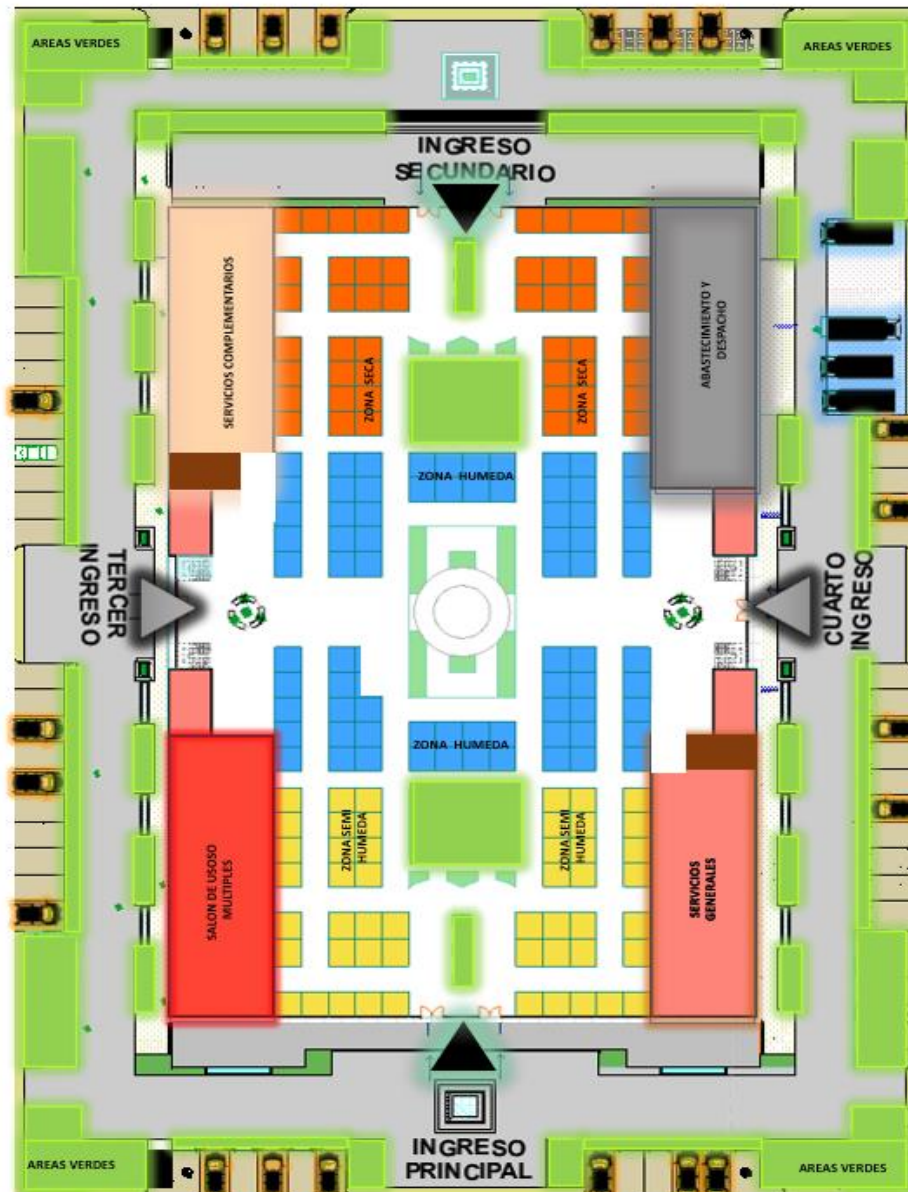 AREAS VERDES
AREAS VERDES
INGRESO
SECUNDARIO
SERVICIOS COMPLEMENTARIOS
ZONA SECA
ZONA SECA
ABASTECIMIENTO Y
DESPACHO
ZONA HUMEDA
TERCER
INGRESO
CUARTO
INGRESO
ZONA HUMEDA
SALON DE USOSO
MULTIPLES
ZONA SEMI
HUMEDA
ZONA SEMI
HUMEDA
SERVICIOS
GENERALES
INGRESO
PRINCIPAL
AREAS VERDES
AREAS VERDES